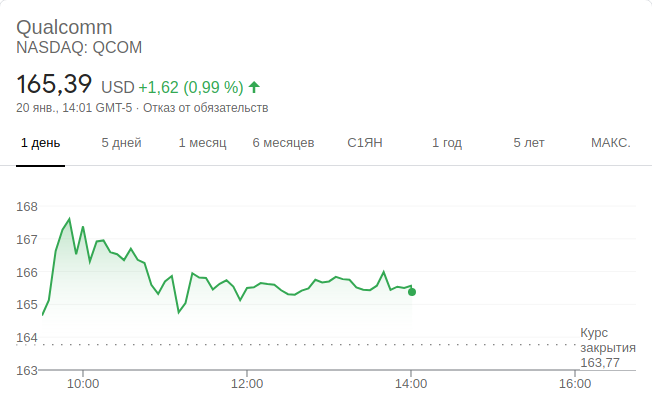 Qualcomm
NASDAQ: QCOM
165,39 USD +1,62 (0,99 %)
20 янв., 14:01 GMT-5 · Отказ от обязательств
1 день 5 дней 1 месяц 6 месяцев С1ЯН 1 год 5 лет МАКС.
168
167
166
165
164
Курс
закрытия
163,77
163
10:00 12:00 14:00 16:00